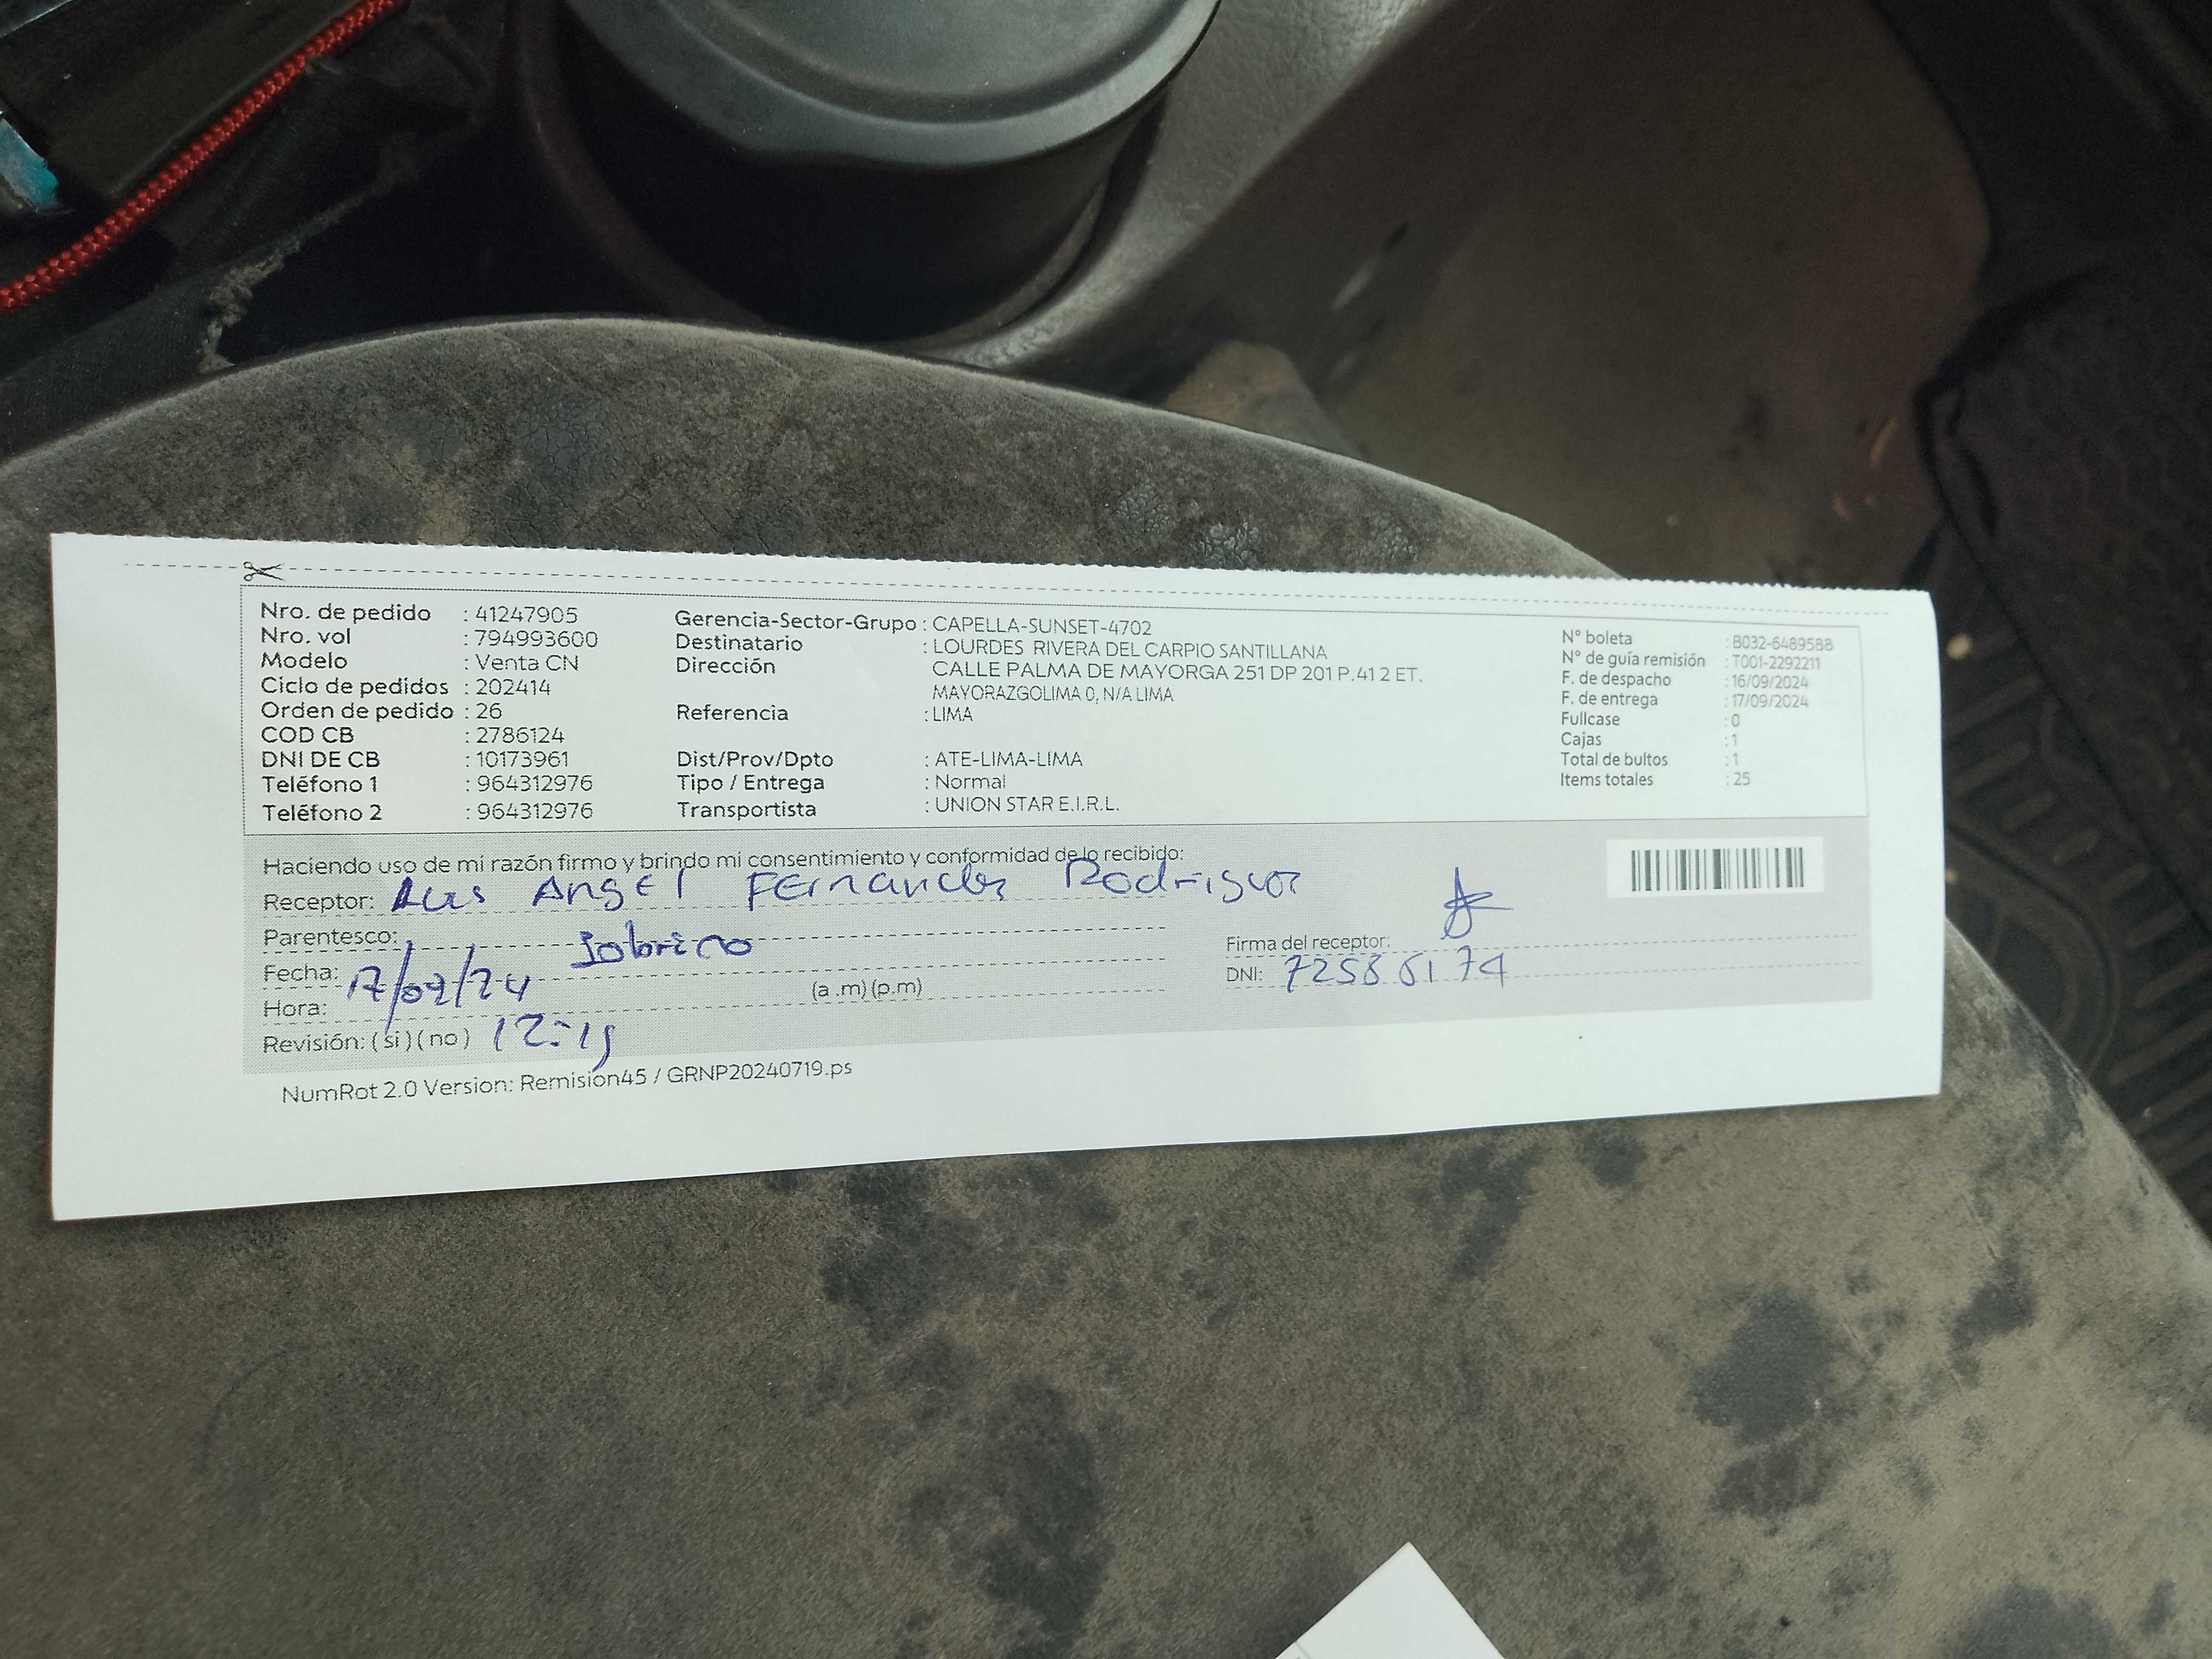 Nro. de pedido : 41247905
Nro. vol : 794993600
Modelo : Venta CN
Ciclo de pedidos : 202414
Orden de pedido : 26
COD CB : 2786124
DNI DE CB : 10173961
Teléfono 1 : 964312976
Teléfono 2 : 964312976
Gerencia-Sector-Grupo : CAPELLA-SUNSET-4702
Destinatario : LOURDES RIVERA DEL CARPIO SANTILLANA
Dirección CALLE PALMA DE MAYORGA 251 DP 201 P.41 2 ET.
MAYORAZGOLIMA 0, N/A LIMA
Referencia : LIMA
Dist/Prov/Dpto : ATE-LIMA-LIMA
Tipo / Entrega : Normal
Transportista : UNION STAR E.I.R.L.
N° boleta : B032-6489588
N° de guía remisión : T001-2292211
F. de despacho : 16/09/2024
F. de entrega : 17/09/2024
Fullcase : 0
Cajas : 1
Total de bultos : 1
Items totales : 25
Haciendo uso de mi razón firmo y brindo mi consentimiento y conformidad de lo recibido:
Receptor: Luis Angel Fernandez Rodriguez
Parentesco: sobrino
Fecha: 17/09/24
Hora: (a .m) (p.m)
Revisión: ( si ) ( no )
Firma del receptor:
DNI:
NumRot 2.0 Version: Remision45 / GRNP20240719.ps